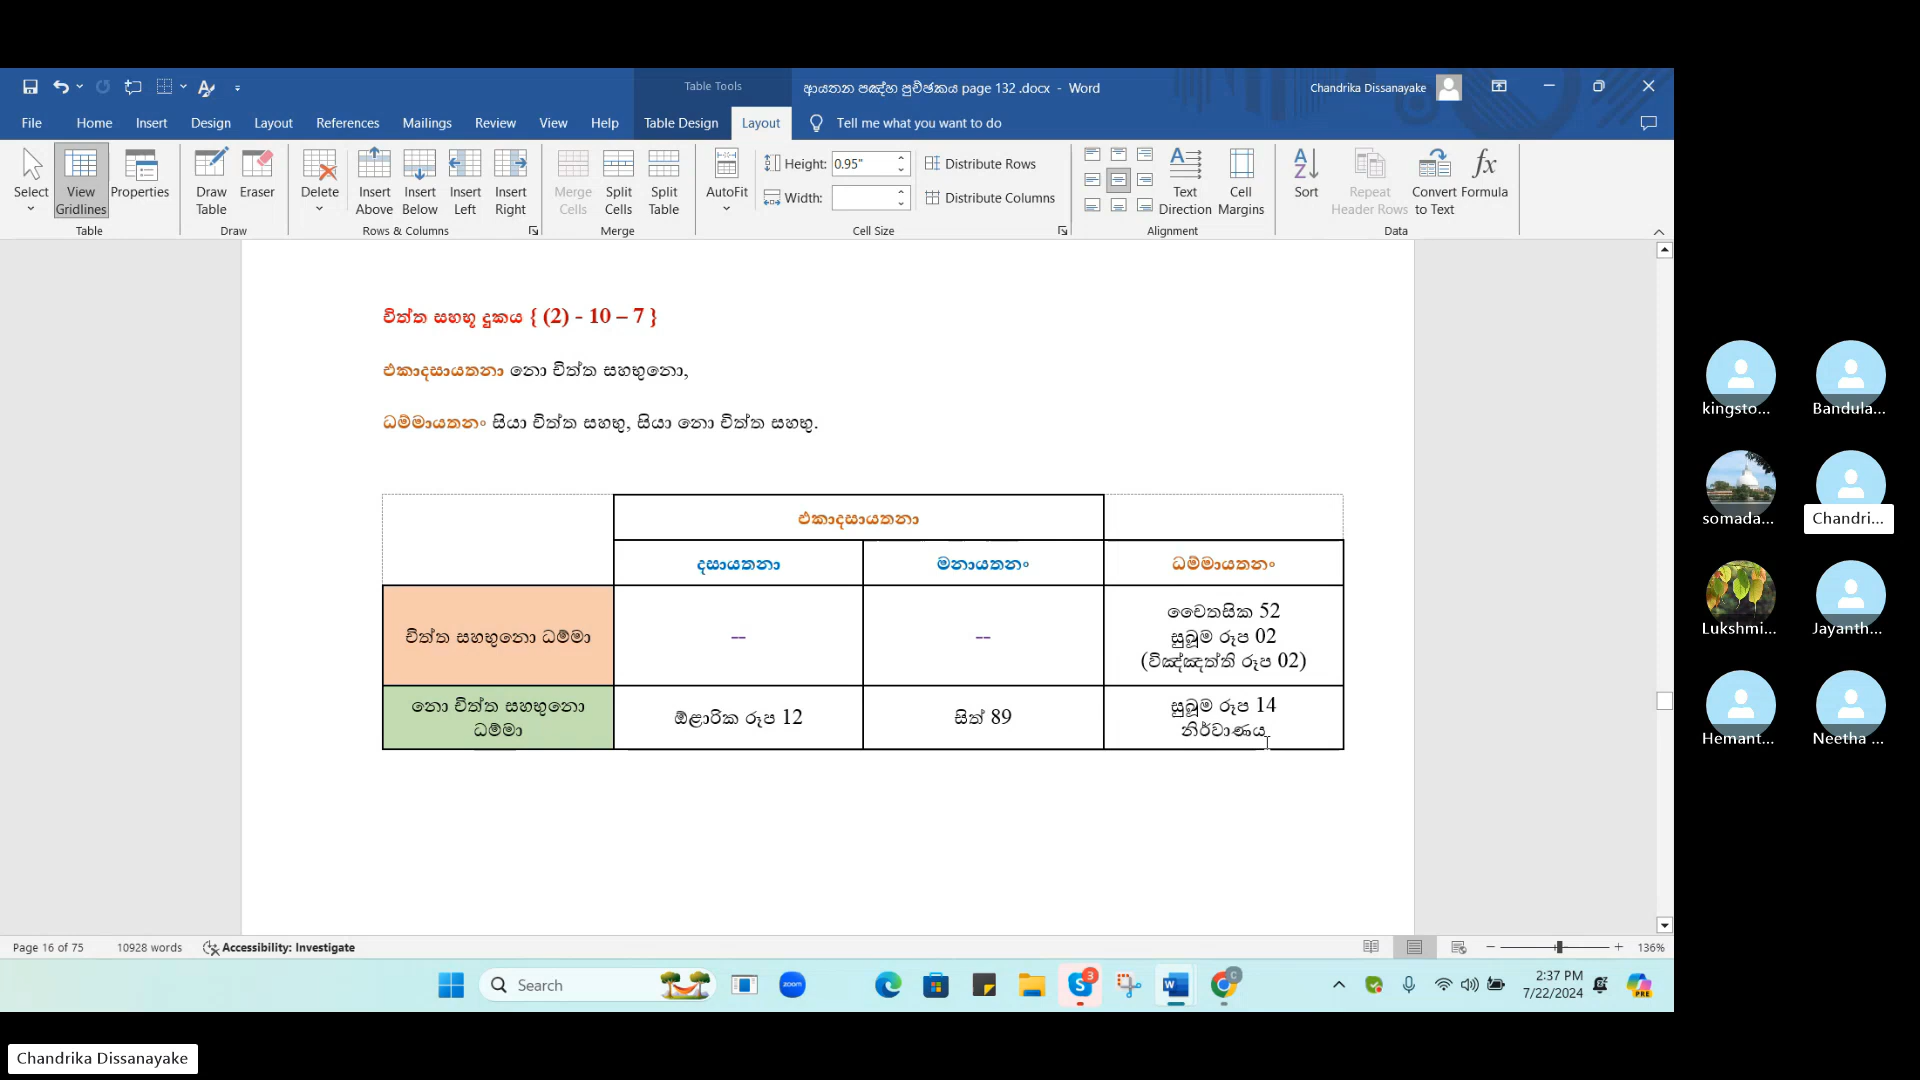 Table Tools
ආයතන පඤ්හ පුච්ඡකය page 132 .docx - Word
Chandrika Dissanayake
File Home Insert Design Layout References Mailings Review View Help Table Design Layout Tell me what you want to do
Select View Gridlines Properties Draw Table Eraser Delete Insert Above Insert Below Insert Left Insert Right Merge Cells Split Cells Split Table AutoFit Height: 0.95" Width: Distribute Rows Distribute Columns Text Direction Cell Margins Sort Repeat Header Rows Convert to Text Formula
Table Draw Rows & Columns Merge Cell Size Alignment Data
චිත්ත සහභූ දුකය { (2) - 10 – 7 }
එකාදසායතනා නො චිත්ත සහභුනො,
ධම්මායතනං සියා චිත්ත සහභු, සියා නො චිත්ත සහභු.
එකාදසායතනා
දසායතනා මනායතනං ධම්මායතනං
චිත්ත සහභුනො ධම්මා -- -- චෛතසික 52
සුඛුම රූප 02
(විඤ්ඤත්ති රූප 02)
නො චිත්ත සහභුනො
ධම්මා
ඕළාරික රූප 12 සිත් 89 සුඛුම රූප 14
නිර්වාණය
Page 16 of 75 10928 words Accessibility: Investigate 136%
Search zoom 3 C 2:37 PM
7/22/2024 PRE
kingsto... Bandula...
somada... Chandri...
Lukshmi... Jayanth...
Hemant... Neetha ...
Chandrika Dissanayake